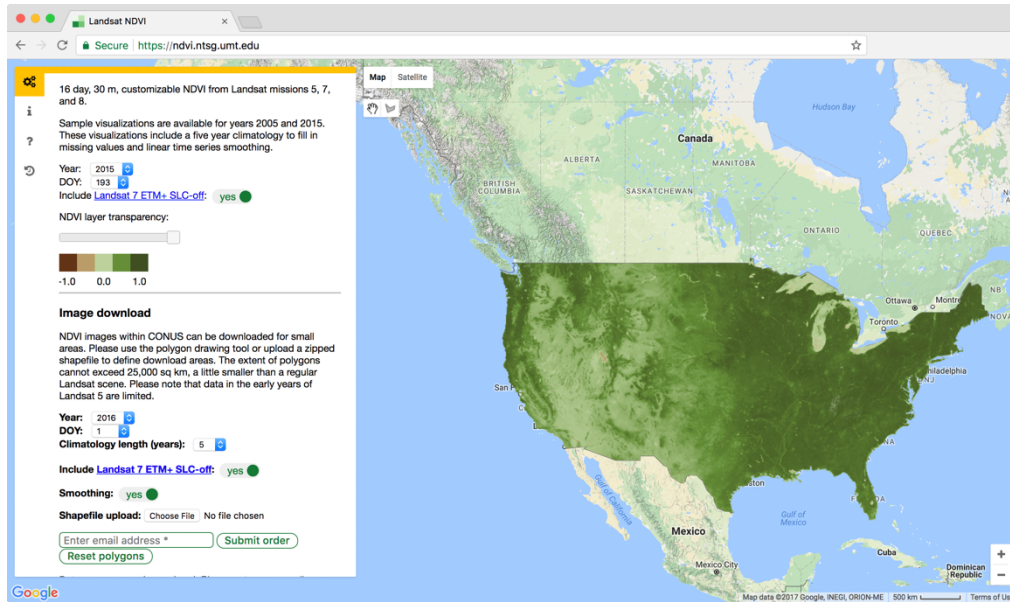 Landsat NDVI
Secure https://ndvi.ntsg.umt.edu
16 day, 30 m, customizable NDVI from Landsat missions 5, 7,
and 8.
Sample visualizations are available for years 2005 and 2015.
These visualizations include a five year climatology to fill in
missing values and linear time series smoothing.
Year: 2015
DOY: 193
Include Landsat 7 ETM+ SLC-off: yes
NDVI layer transparency:
-1.0 0.0 1.0
Image download
NDVI images within CONUS can be downloaded for small
areas. Please use the polygon drawing tool or upload a zipped
shapefile to define download areas. The extent of polygons
cannot exceed 25,000 sq km, a little smaller than a regular
Landsat scene. Please note that data in the early years of
Landsat 5 are limited.
Year: 2016
DOY: 1
Climatology length (years): 5
Include Landsat 7 ETM+ SLC-off: yes
Smoothing: yes
Shapefile upload: Choose File No file chosen
Enter email address * Submit order
Reset polygons
Google
Map Satellite
Hudson Bay
Canada
ALBERTA
MANITOBA
BRITISH
COLUMBIA
SASKATCHEWAN
ONTARIO
QUEBEC
NB
Ottawa
Montre
NOVA
Toronto
hiladelphia
NJ
San F
C
L
NA
ston
F DA
Gulf of
California
Gulf of
Mexico
Mexico
Mexico City
Cuba
Dominican
Republic
+
−
Map data ©2017 Google, INEGI, ORION-ME 500 km Terms of Us